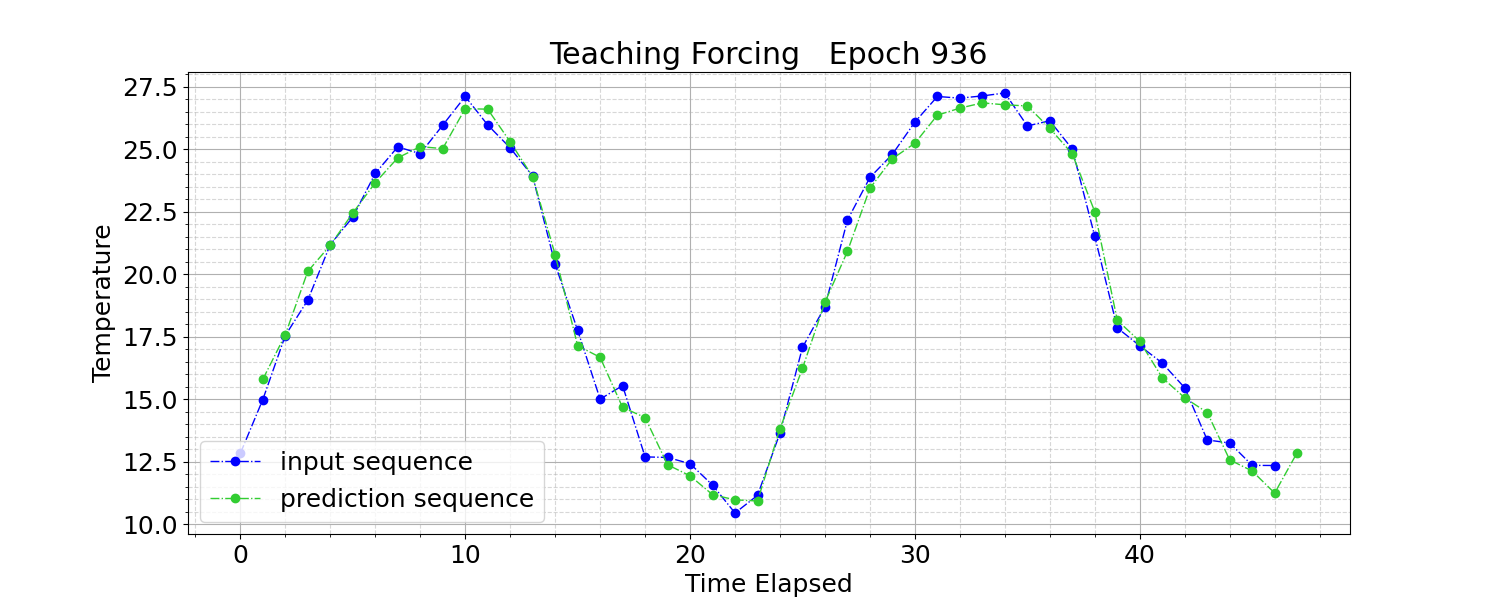 Teaching Forcing   Epoch 936
27.5
25.0
22.5
20.0
17.5
15.0
12.5
10.0
Temperature
input sequence
prediction sequence
0 10 20 30 40
Time Elapsed